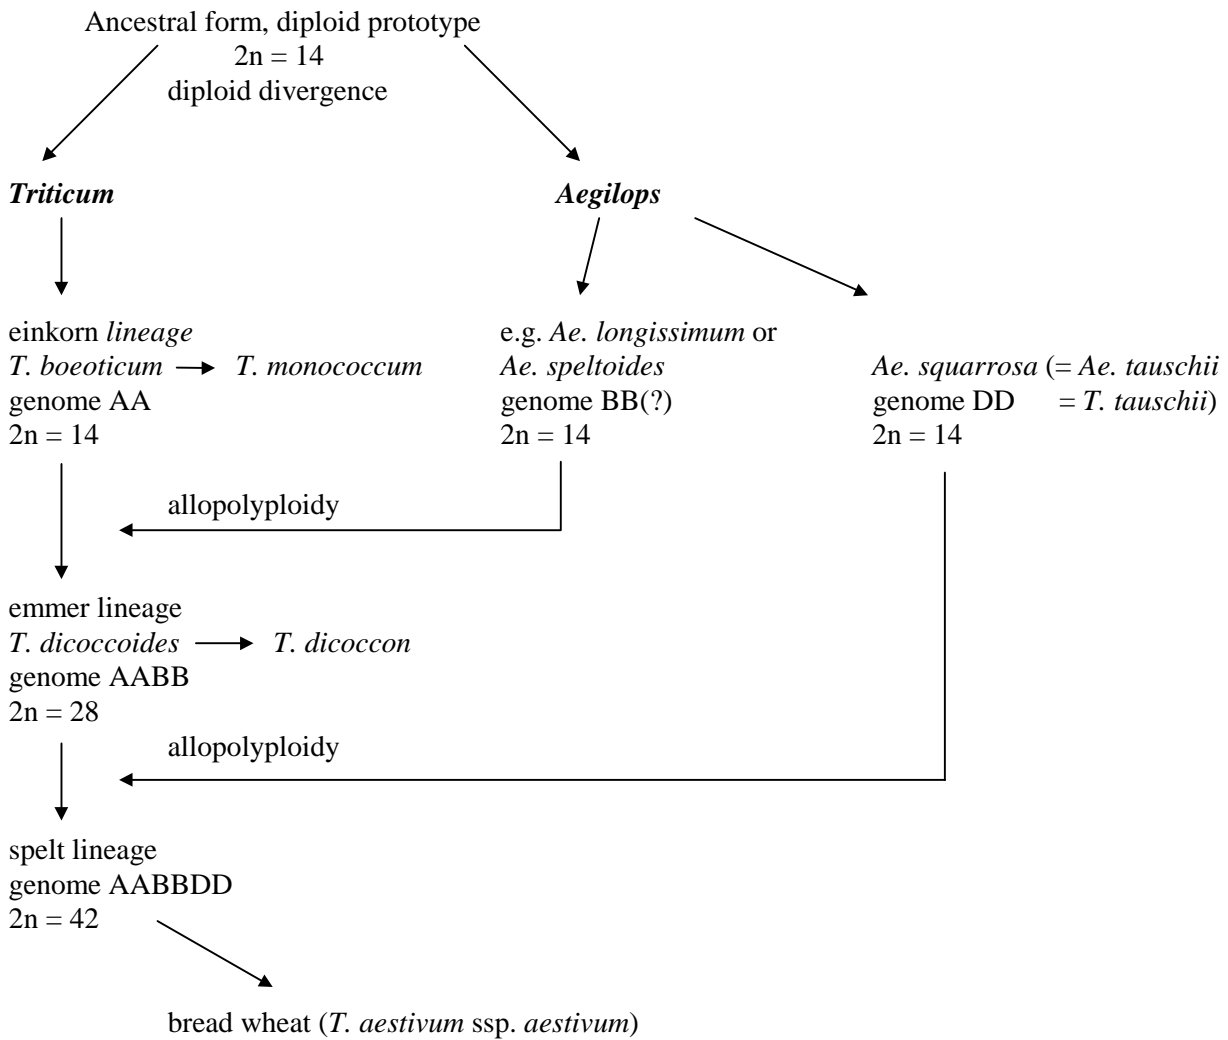 Ancestral form, diploid prototype
2n = 14
diploid divergence
Triticum
Aegilops
einkorn lineage
T. boeoticum T. monococcum
genome AA
2n = 14
e.g. Ae. longissimum or
Ae. speltoides
genome BB(?)
2n = 14
Ae. squarrosa (= Ae. tauschii
genome DD = T. tauschii)
2n = 14
allopolyploidy
emmer lineage
T. dicoccoides T. dicoccon
genome AABB
2n = 28
allopolyploidy
spelt lineage
genome AABBDD
2n = 42
bread wheat (T. aestivum ssp. aestivum)